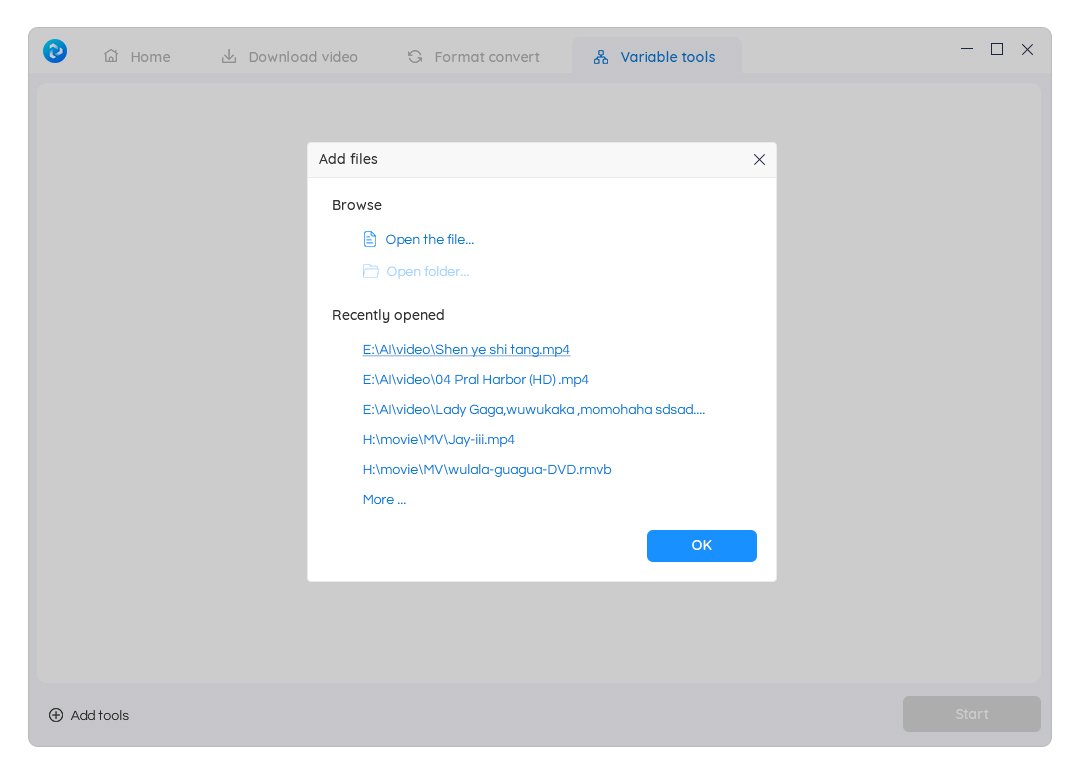 Home
Download video
Format convert
Variable tools
Add files
Browse
Open the file...
Open folder...
Recently opened
E:\AI\video\Shen ye shi tang.mp4
E:\AI\video\04 Pral Harbor (HD) .mp4
E:\AI\video\Lady Gaga,wuwukaka ,momohaha sdsad....
H:\movie\MV\Jay-iii.mp4
H:\movie\MV\wulala-guagua-DVD.rmvb
More ...
OK
Add tools
Start